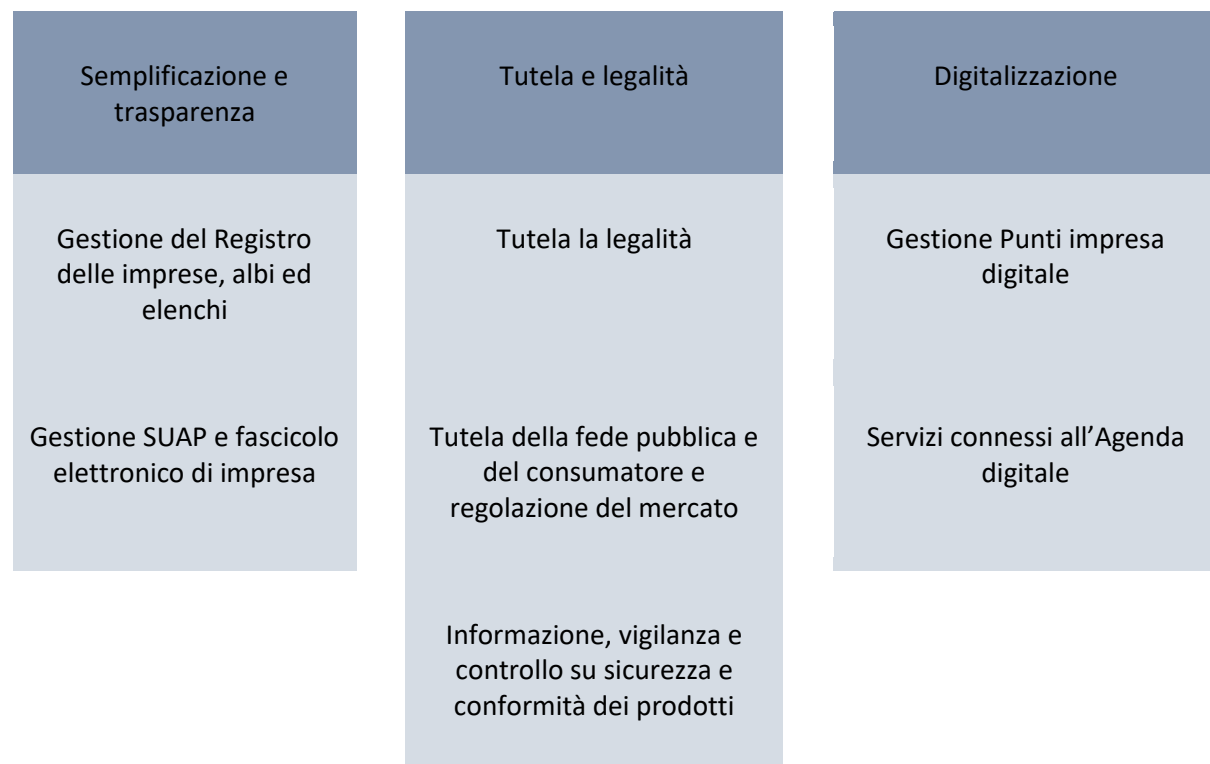 Semplificazione e
trasparenza
Gestione del Registro
delle imprese, albi ed
elenchi
Gestione SUAP e fascicolo
elettronico di impresa
Tutela e legalità
Tutela la legalità
Tutela della fede pubblica e
del consumatore e
regolazione del mercato
Informazione, vigilanza e
controllo su sicurezza e
conformità dei prodotti
Digitalizzazione
Gestione Punti impresa
digitale
Servizi connessi all’Agenda
digitale